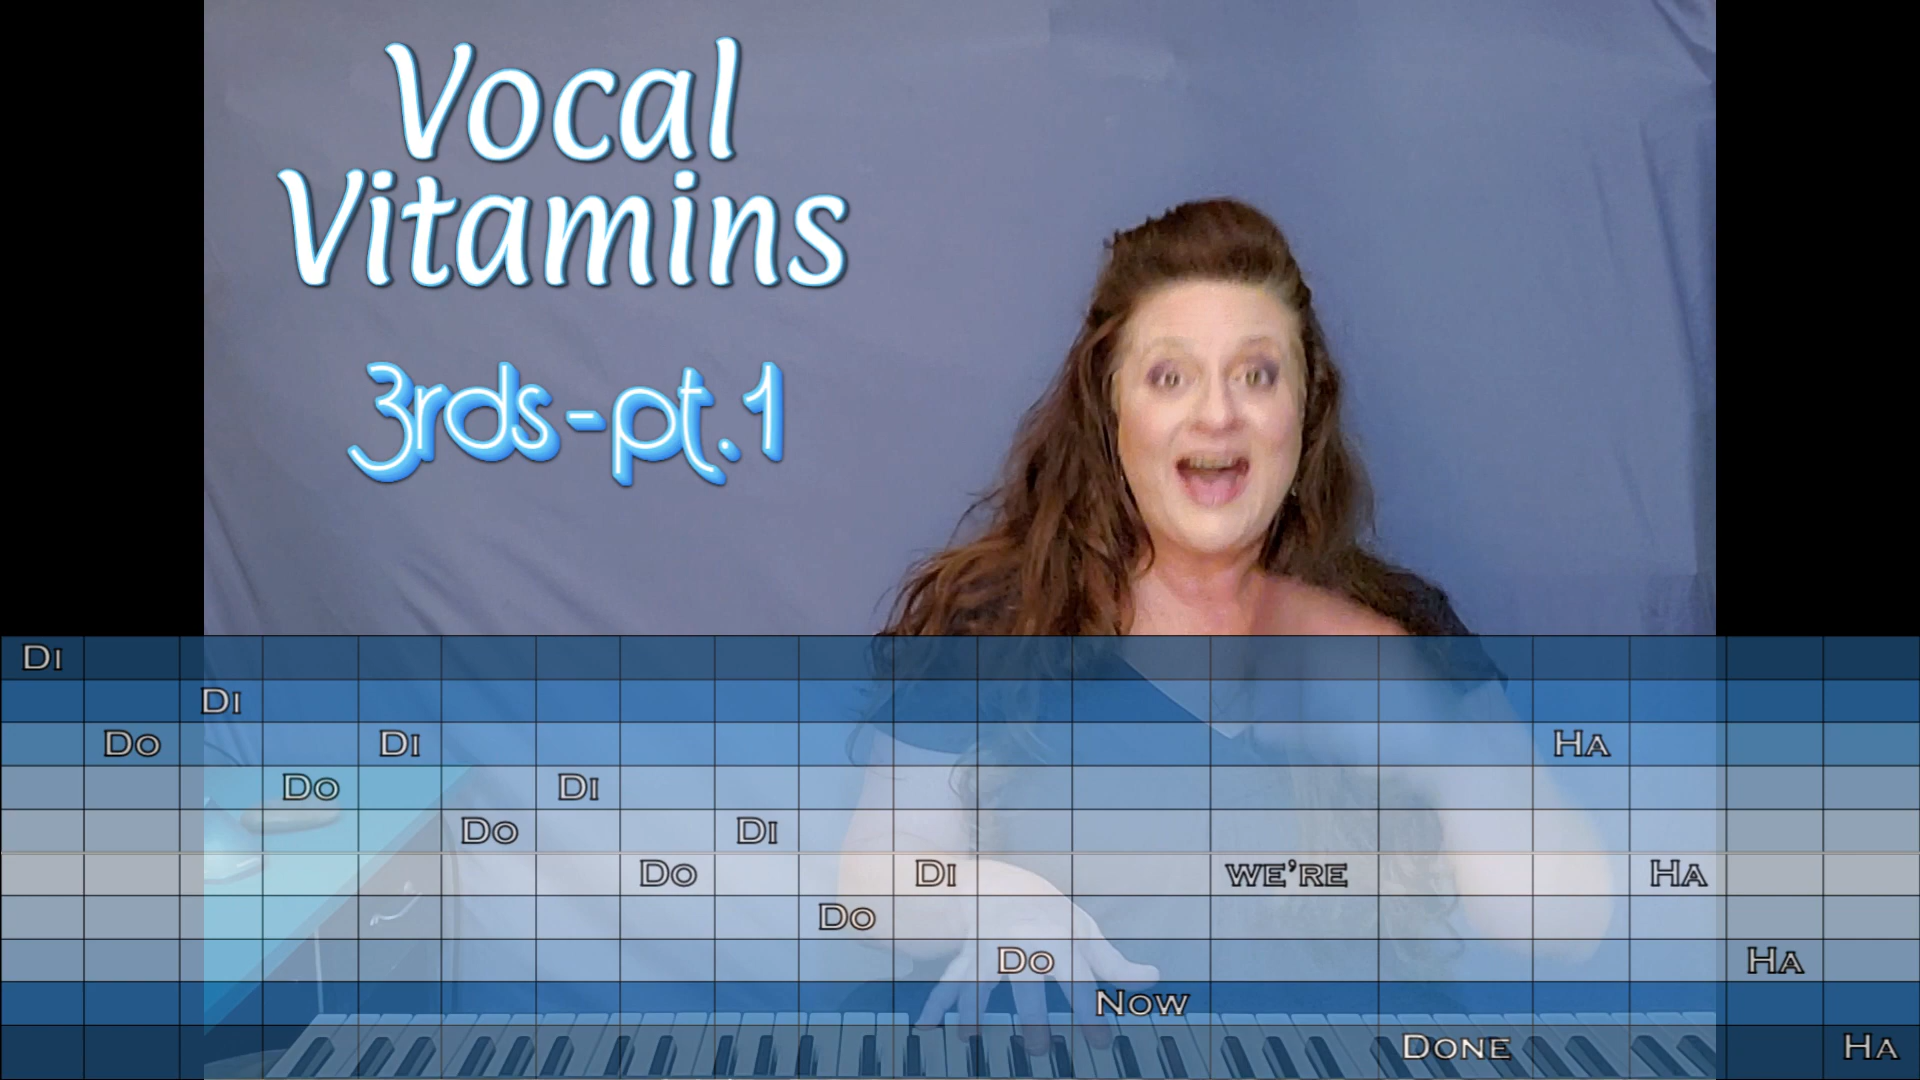 Vocal
Vitamins
3rds-pt.1
Di
Di
Do Di Ha
Do Di
Do Di
Do Di we're Ha
Do
Do Ha
Now
Done Ha